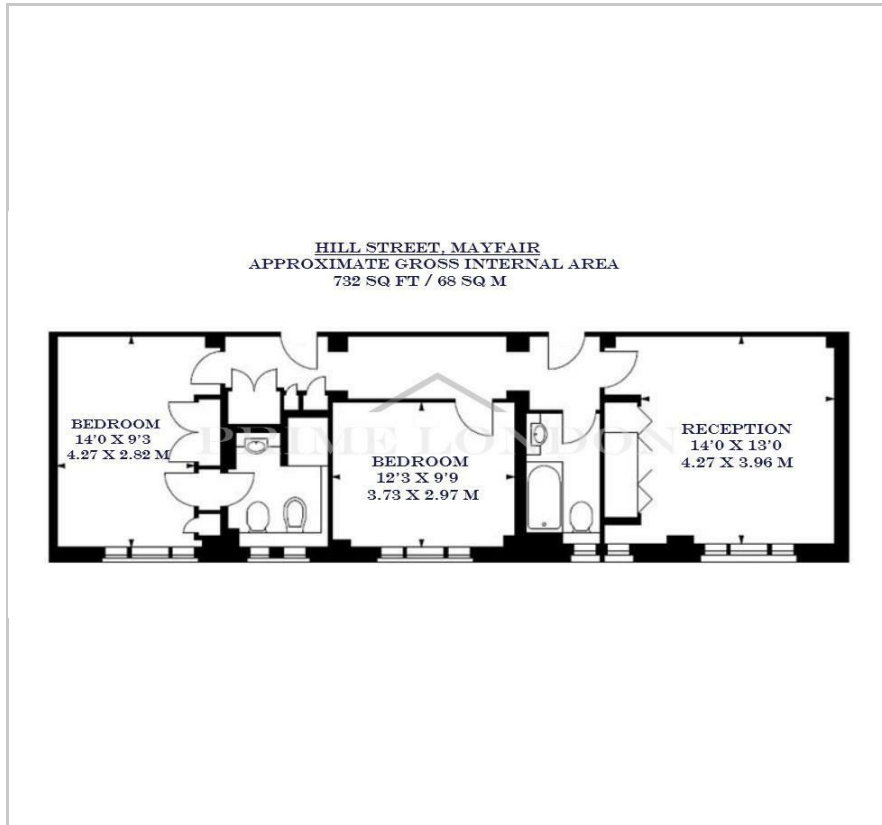 HILL STREET, MAYFAIR
APPROXIMATE GROSS INTERNAL AREA
732 SQ FT / 68 SQ M
BEDROOM
14'0 X 9'3
4.27 X 2.82 M
BEDROOM
12'3 X 9'9
3.73 X 2.97 M
RECEPTION
14'0 X 13'0
4.27 X 3.96 M
PRIME LONDON